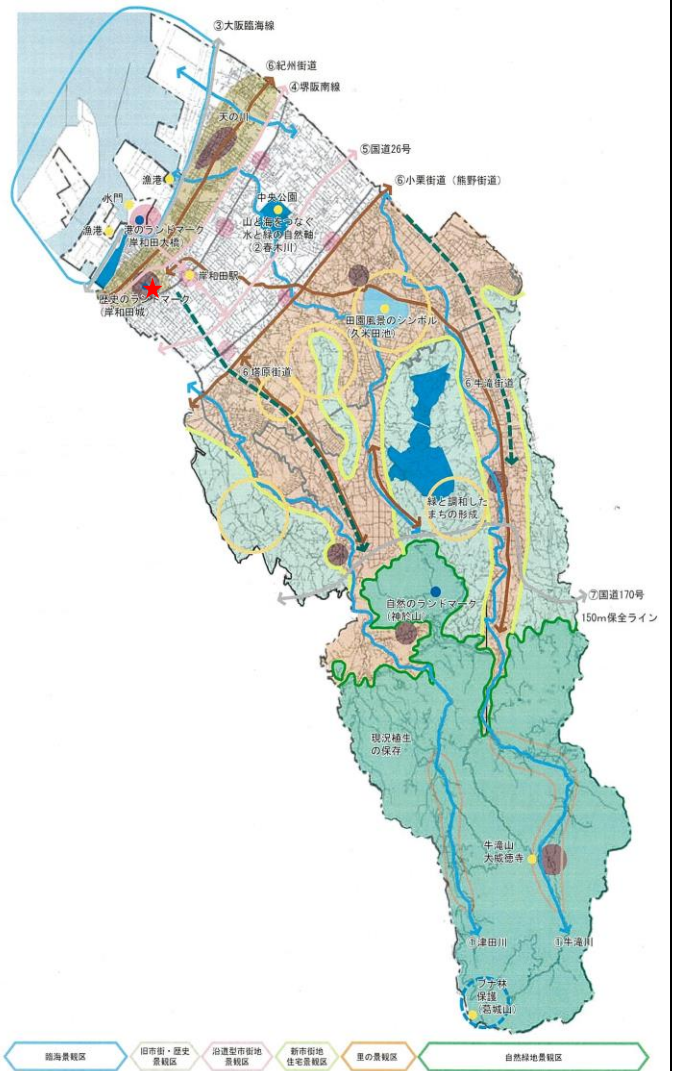 ③大阪臨海線
⑥紀州街道
④堺阪南線
天の川
⑤国道26号
漁港
⑥小栗街道（熊野街道）
水門
中央公園
漁港
港のランドマーク
（岸和田大橋）
山と海をつなぐ
水と緑の自然軸
（②春木川）
岸和田駅
歴史のランドマーク
（岸和田城）
田園風景のシンボル
（久米田池）
6 塔原街道
6 牛滝街道
緑と調和した
まちの形成
⑦国道170号
自然のランドマーク
（神於山）
150m保全ライン
現況植生
の保存
牛滝山
大威徳寺
①津田川
①牛滝川
ブナ林
保護
（葛城山）
臨海景観区
旧市街・歴史
景観区
沿道型市街地
景観区
新市街地
住宅景観区
里の景観区
自然緑地景観区